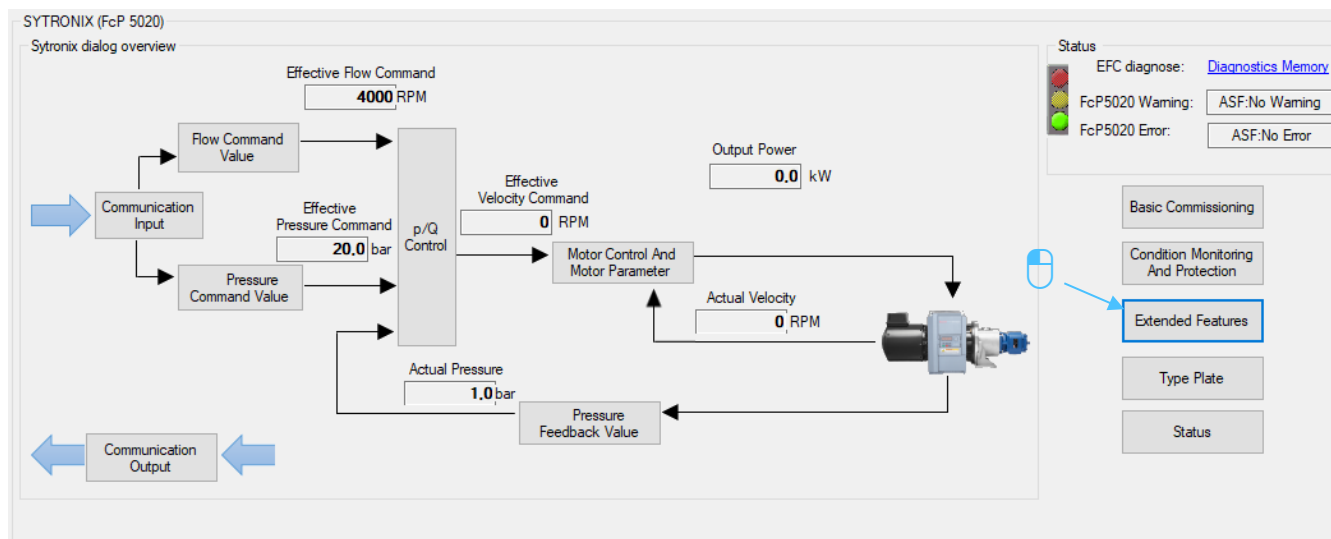 SYTRONIX (FcP 5020)
Sytronix dialog overview
Effective Flow Command
4000 RPM
Flow Command
Value
Communication
Input
Effective
Pressure Command
20,0 bar
Pressure
Command Value
p/Q
Control
Effective
Velocity Command
0 RPM
Output Power
0,0 kW
Motor Control And
Motor Parameter
Actual Velocity
0 RPM
Actual Pressure
1,0 bar
Pressure
Feedback Value
Communication
Output
Status
EFC diagnose: Diagnostics Memory
FcP5020 Warning: ASF:No Warning
FcP5020 Error: ASF:No Error
Basic Commissioning
Condition Monitoring
And Protection
Extended Features
Type Plate
Status